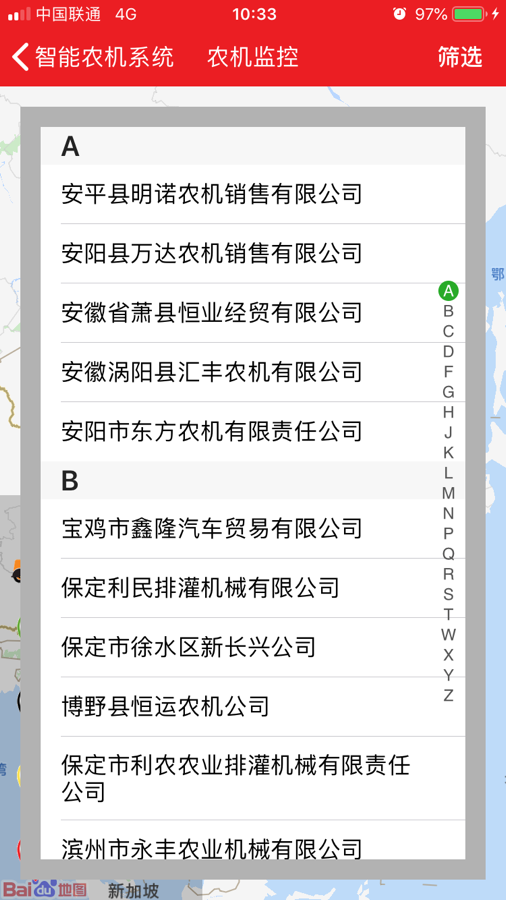 中国联通 4G 10:33 97%
智能农机系统 农机监控 筛选
A
安平县明诺农机销售有限公司
安阳县万达农机销售有限公司
安徽省萧县恒业经贸有限公司
安徽涡阳县汇丰农机有限公司
安阳市东方农机有限责任公司
B
宝鸡市鑫隆汽车贸易有限公司
保定利民排灌机械有限公司
保定市徐水区新长兴公司
博野县恒运农机公司
保定市利农农业排灌机械有限责任
公司
滨州市永丰农业机械有限公司
A
B
C
D
F
G
H
J
K
L
M
N
P
Q
R
S
T
W
X
Y
Z
鄂
湾
Bai du 地图
新加坡